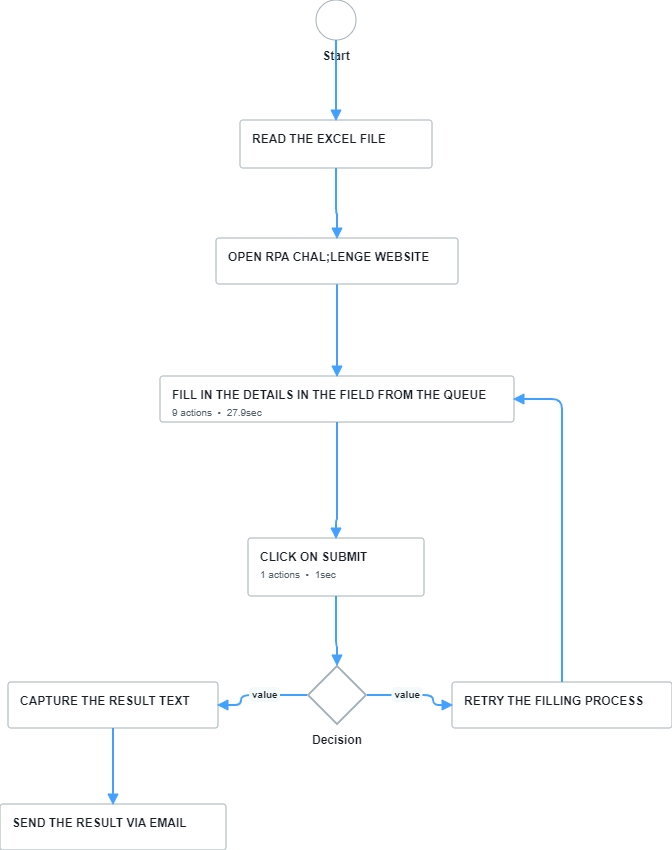 Start
READ THE EXCEL FILE
OPEN RPA CHAL;LENGE WEBSITE
FILL IN THE DETAILS IN THE FIELD FROM THE QUEUE
9 actions • 27.9sec
CLICK ON SUBMIT
1 actions • 1sec
value
value
CAPTURE THE RESULT TEXT
RETRY THE FILLING PROCESS
Decision
SEND THE RESULT VIA EMAIL